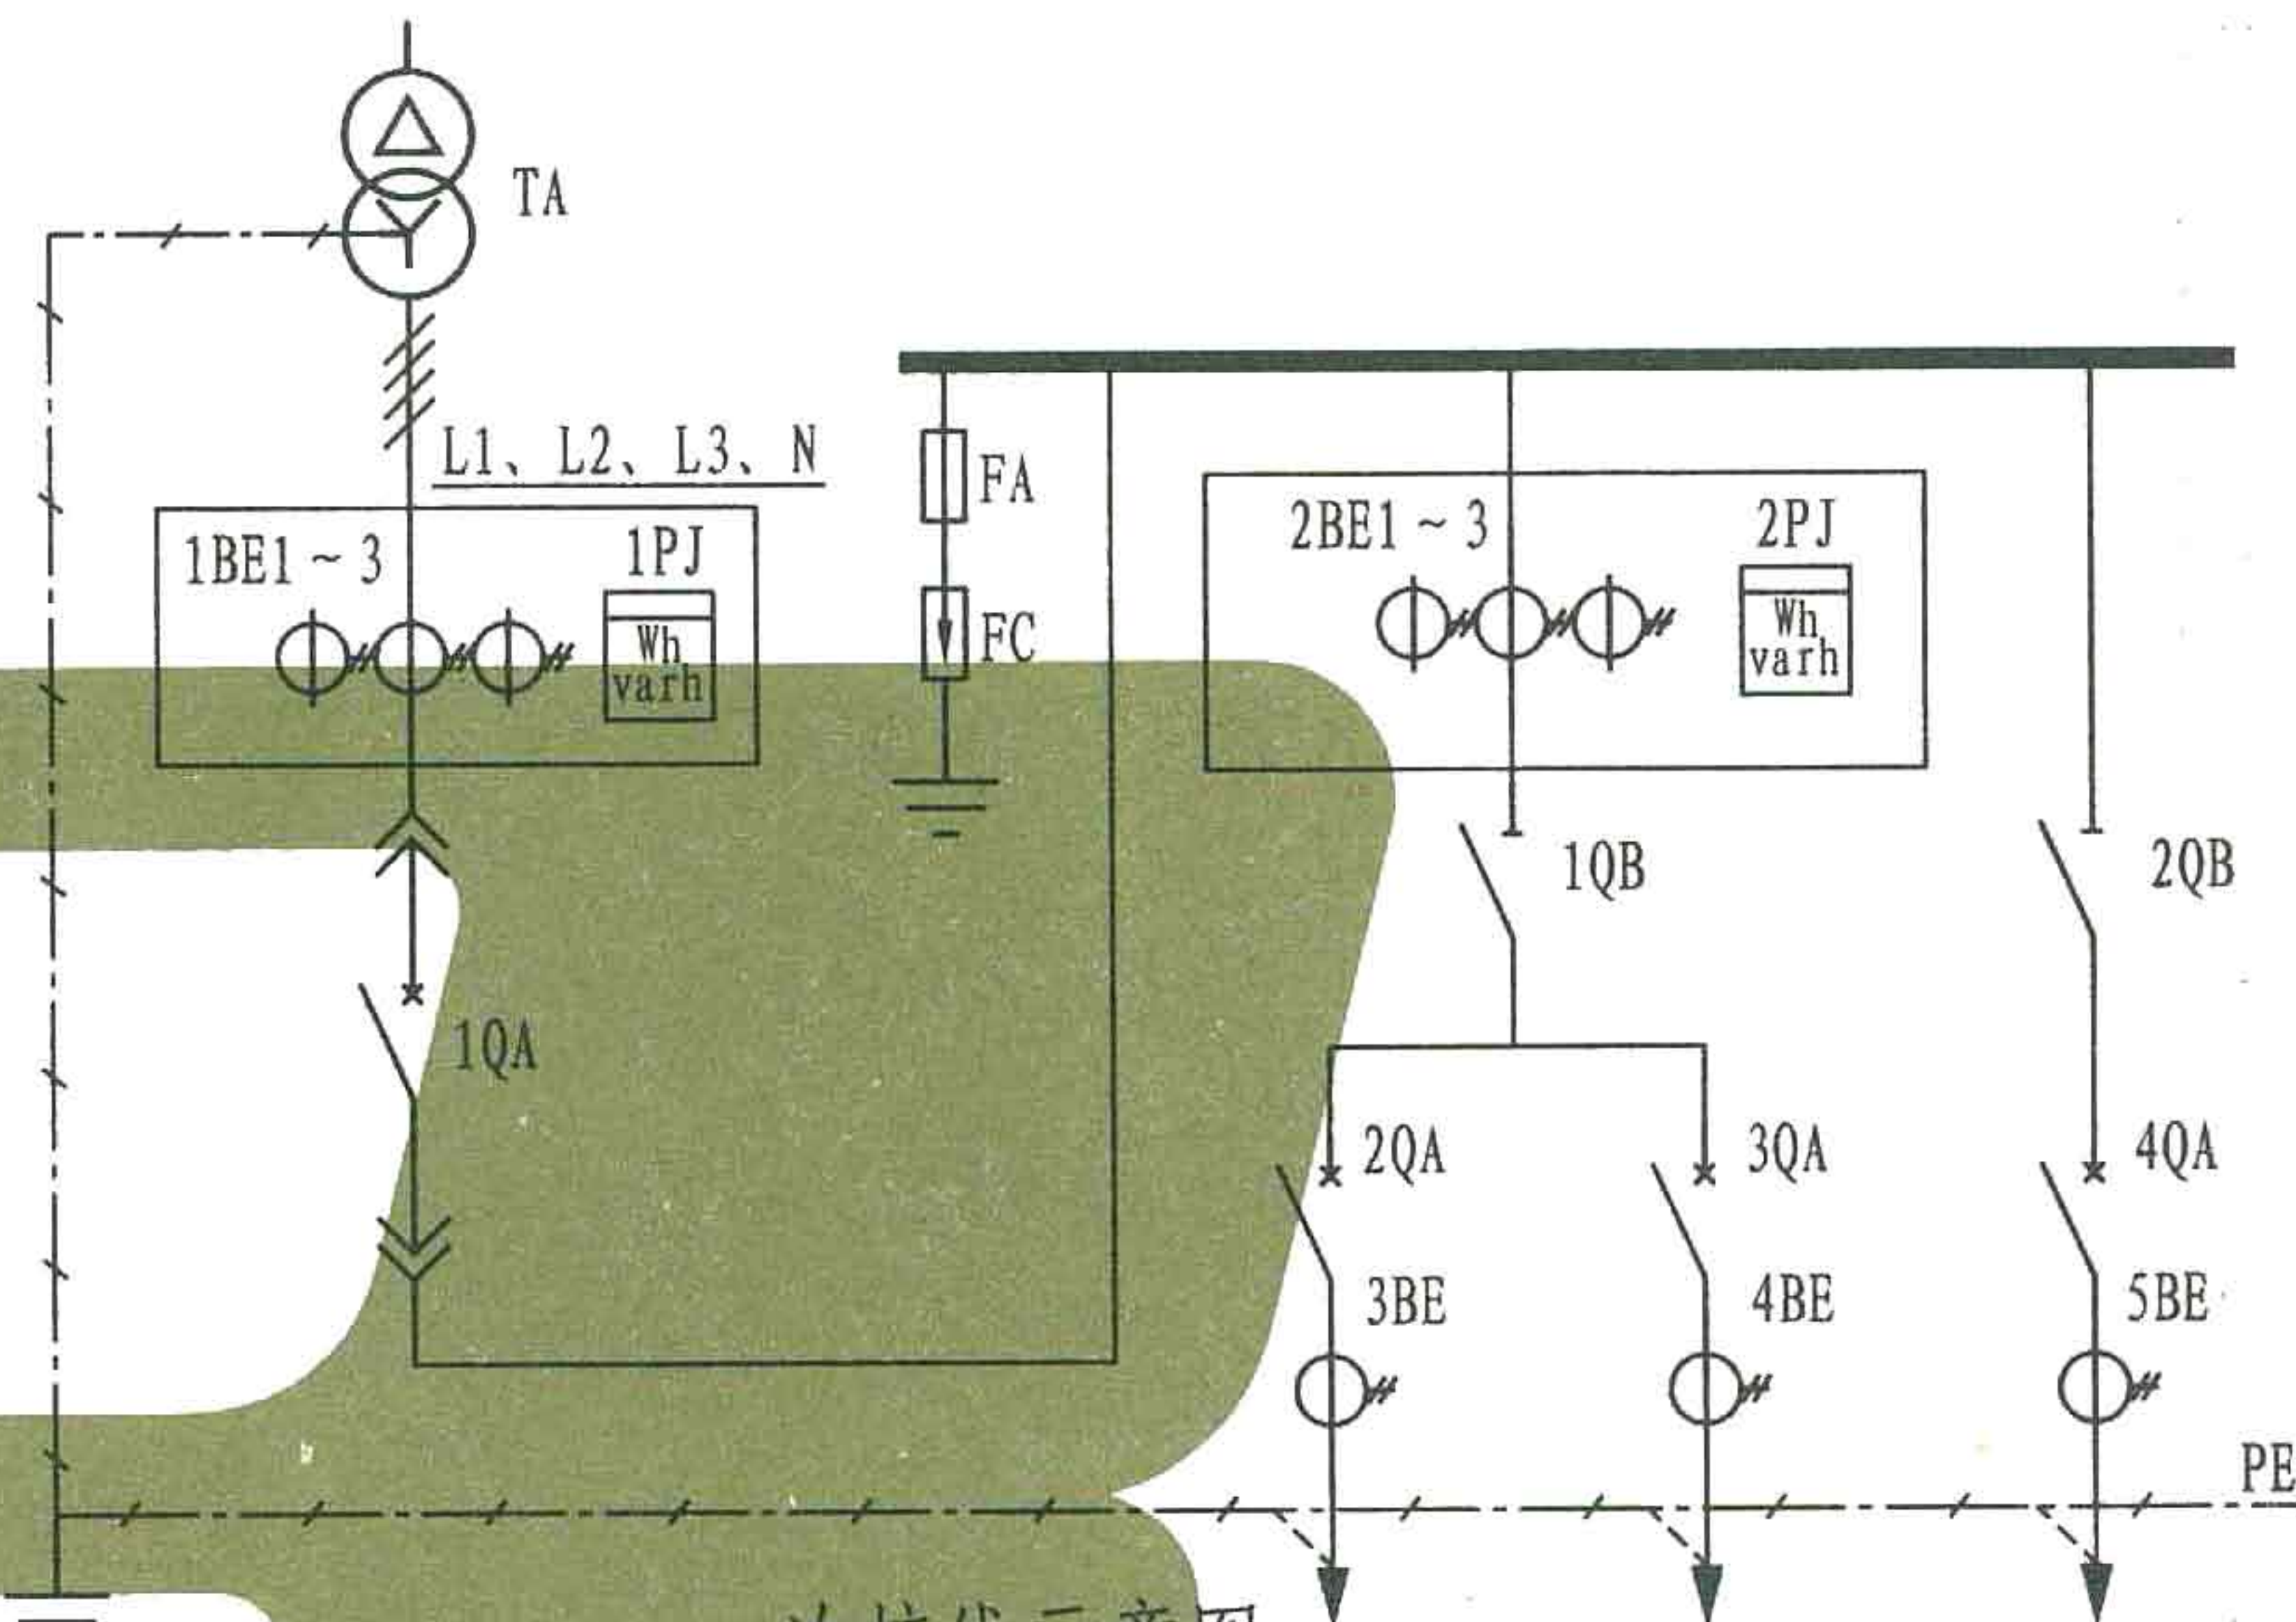 TA
L1、L2、L3、N
1BE1~3
1PJ
Wh
varh
FA
FC
2BE1~3
2PJ
Wh
varh
1QB
2QB
1QA
2QA
3QA
4QA
3BE
4BE
5BE
PE